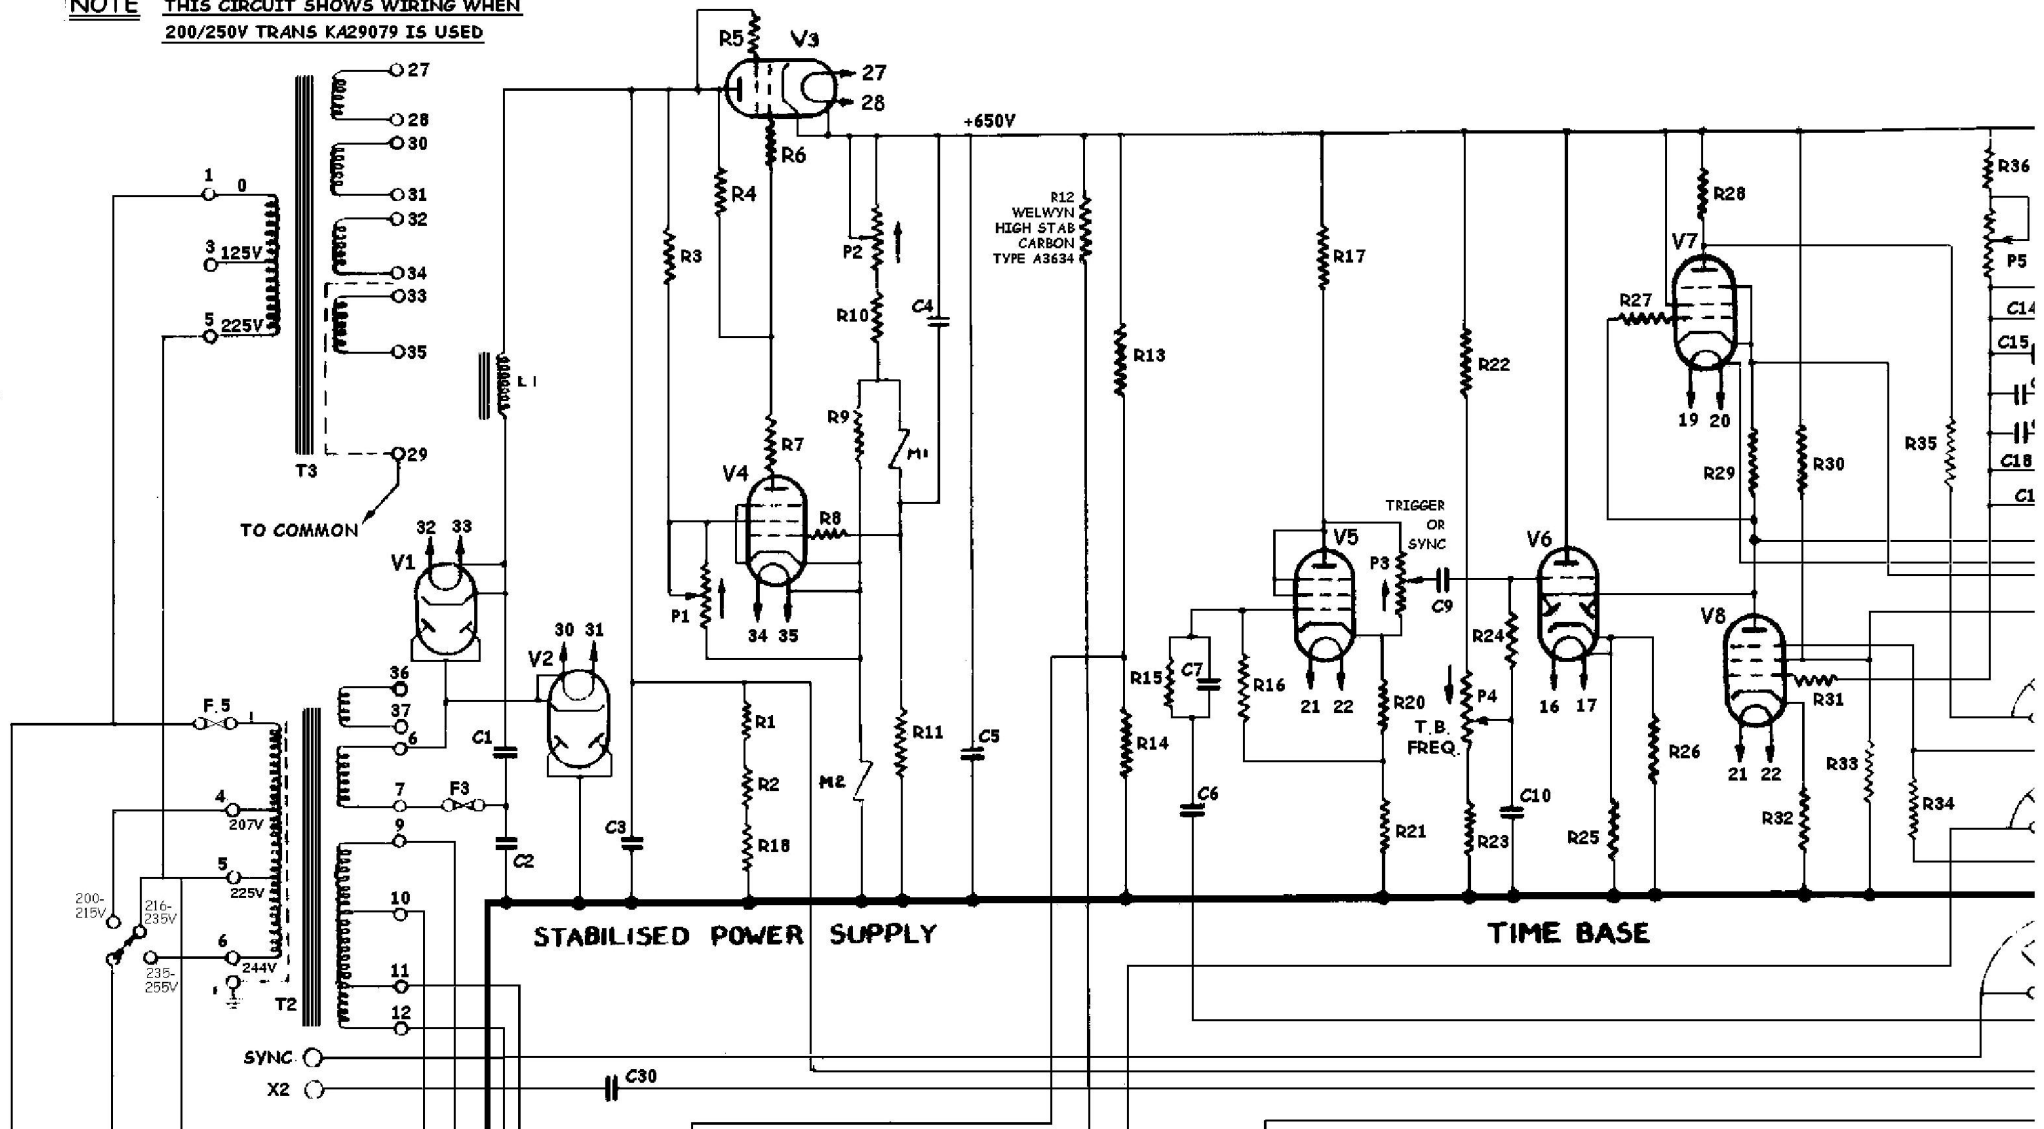 NOTE THIS CIRCUIT SHOWS WIRING WHEN
200/250V TRANS KA29079 IS USED
27
28
30
31
32
34
33
35
29
T3
TO COMMON
1 0
3 125V
5 225V
L1
R5
V3
27
28
R6
R4
R3
+650V
P2
R10
C4
R9
M1
R7
V4
R8
P1
34 35
R12
WELWYN
HIGH STAB
CARBON
TYPE A3634
R13
R14
R17
R22
R28
V7
R27
19 20
R29
R30
R35
R36
P5
C14
C15
C18
C1
32 33
V1
30 31
V2
36
37
6
7
F3
9
10
11
12
F.5
1
4
207V
5
225V
6
244V
T2
200-
215V
216-
235V
235-
255V
C1
C2
C3
R1
R2
R18
M2
R11
C5
TRIGGER
OR
SYNC
V5
P3
C9
V6
R15
C7
R16
21 22
R20
R24
P4
T.B.
FREQ.
16 17
C6
R21
R23
C10
R25
R26
V8
R31
21 22
R32
R33
R34
STABILISED POWER SUPPLY
TIME BASE
SYNC
X2
C30